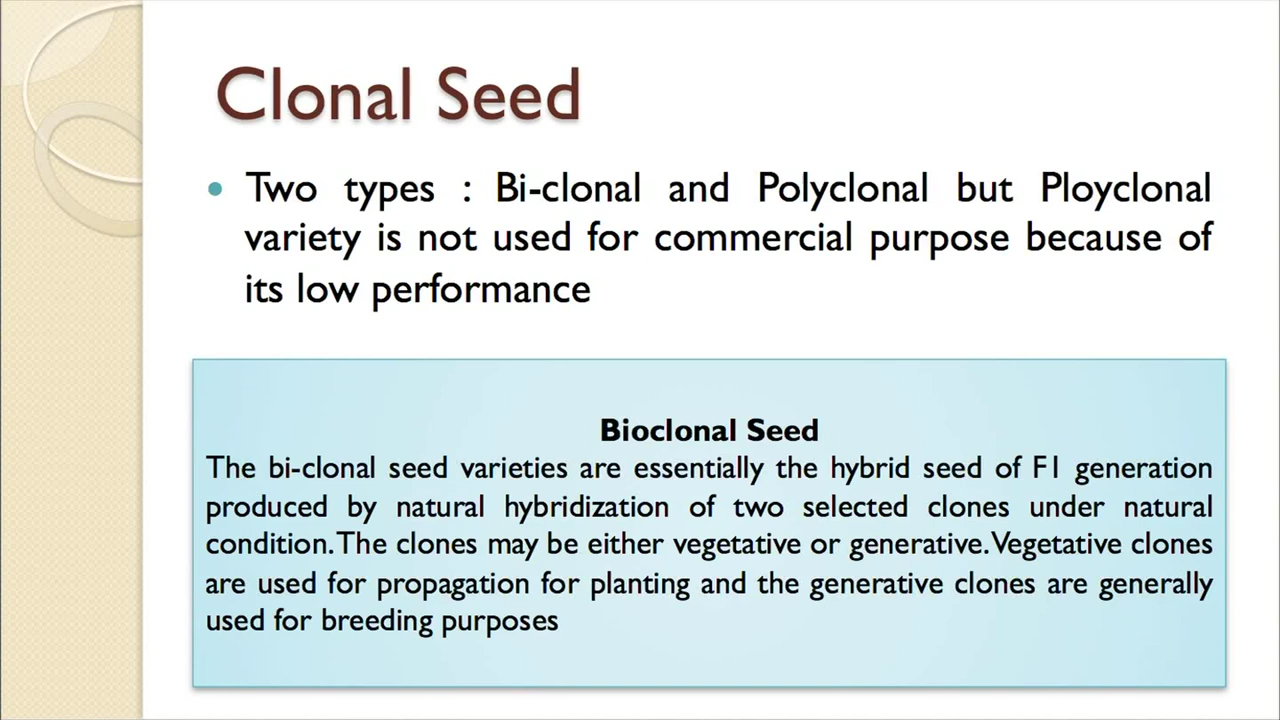 Clonal Seed
• Two types : Bi-clonal and Polyclonal but Ployclonal
variety is not used for commercial purpose because of
its low performance
Bioclonal Seed
The bi-clonal seed varieties are essentially the hybrid seed of F1 generation
produced by natural hybridization of two selected clones under natural
condition. The clones may be either vegetative or generative. Vegetative clones
are used for propagation for planting and the generative clones are generally
used for breeding purposes